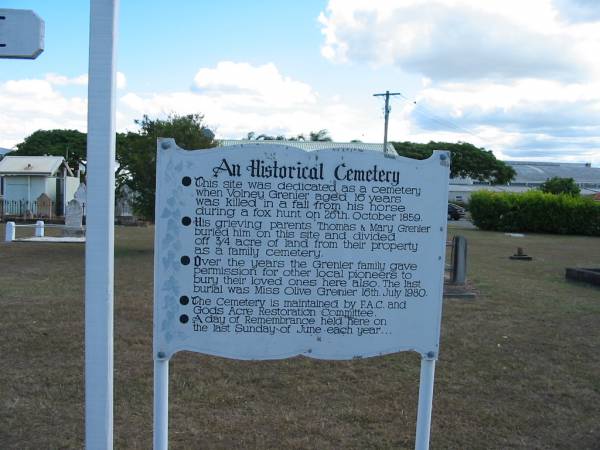 An Historical Cemetery
This site was dedicated as a cemetery
when Volney Grenier aged 16 years
was killed in a fall from his horse
during a fox hunt on 20th October 1859.
His grieving parents Thomas & Mary Grenier
buried him on this site and divided
off 3/4 acre of land from their property
as a family cemetery.
Over the years the Grenier family gave
permission for other local pioneers to
bury their loved ones here also. The last
burial was Miss Olive Grenier 16th July 1980.
The Cemetery is maintained by F.A.C. and
Gods Acre Restoration Committee.
A day of Remembrance held here on
the last Sunday of June each year...